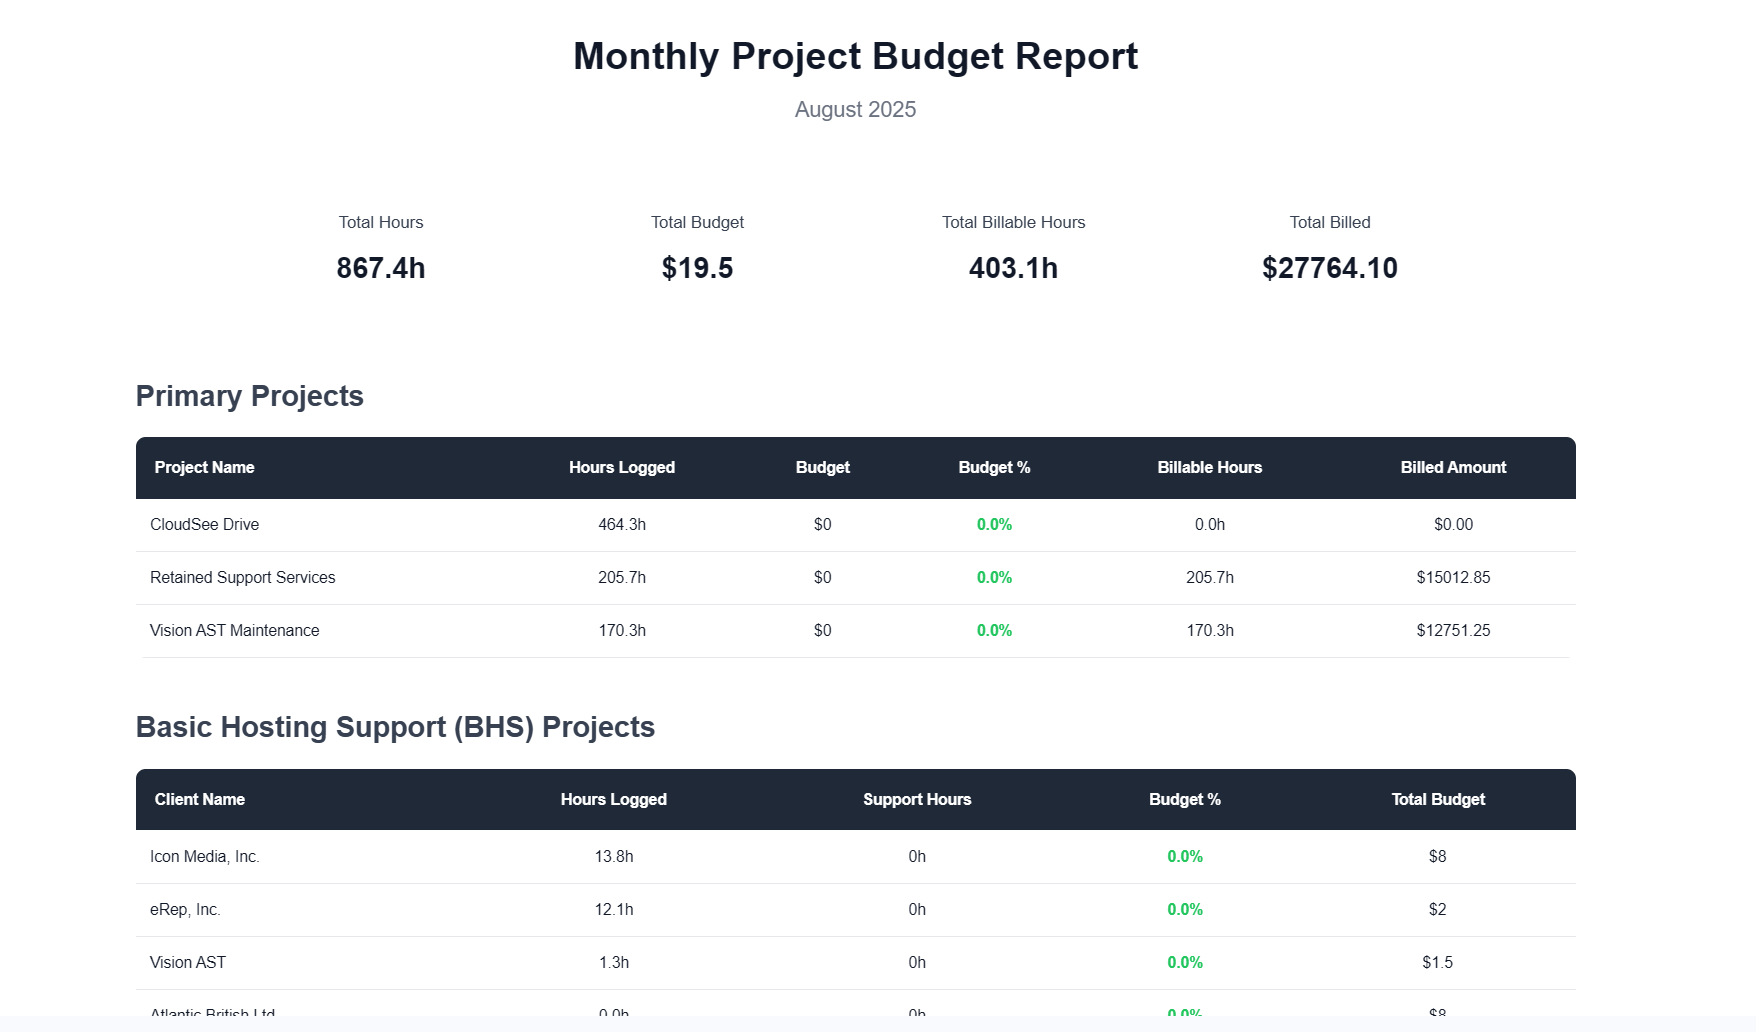 Monthly Project Budget Report
August 2025
Total Hours Total Budget Total Billable Hours Total Billed
867.4h $19.5 403.1h $27764.10
Primary Projects
Project Name Hours Logged Budget Budget % Billable Hours Billed Amount
CloudSee Drive 464.3h $0 0.0% 0.0h $0.00
Retained Support Services 205.7h $0 0.0% 205.7h $15012.85
Vision AST Maintenance 170.3h $0 0.0% 170.3h $12751.25
Basic Hosting Support (BHS) Projects
Client Name Hours Logged Support Hours Budget % Total Budget
Icon Media, Inc. 13.8h 0h 0.0% $8
eRep, Inc. 12.1h 0h 0.0% $2
Vision AST 1.3h 0h 0.0% $1.5
Atlantic British Ltd 0.0h 0h 0.0% $8